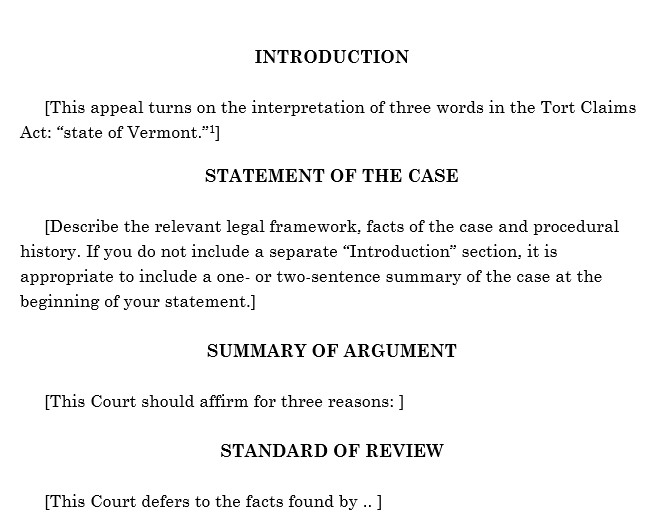 INTRODUCTION
[This appeal turns on the interpretation of three words in the Tort Claims
Act: “state of Vermont.”¹]
STATEMENT OF THE CASE
[Describe the relevant legal framework, facts of the case and procedural
history. If you do not include a separate “Introduction” section, it is
appropriate to include a one- or two-sentence summary of the case at the
beginning of your statement.]
SUMMARY OF ARGUMENT
[This Court should affirm for three reasons: ]
STANDARD OF REVIEW
[This Court defers to the facts found by .. ]